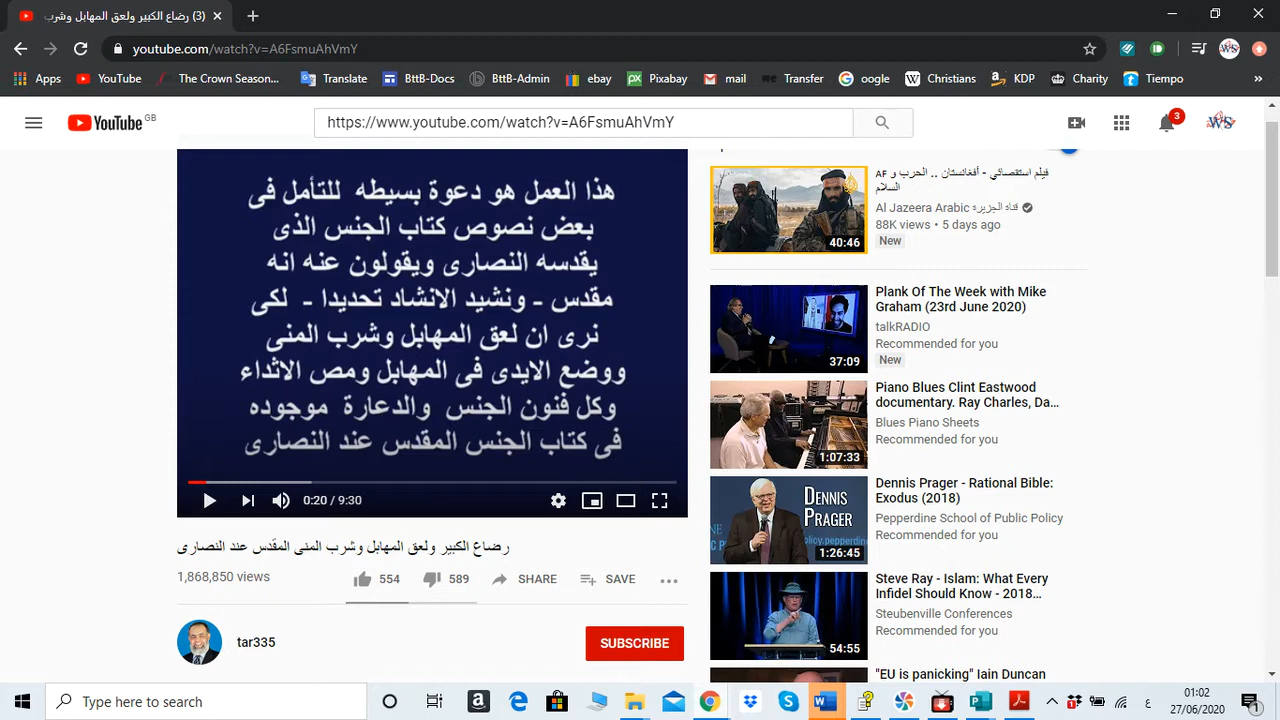 رضاع الكبير ولعق المهابل وشرب (3)
youtube.com/watch?v=A6FsmuAhVmY
Apps
YouTube
The Crown Season...
Translate
BttB-Docs
BttB-Admin
ebay
Pixabay
mail
Transfer
oogle
Christians
KDP
Charity
Tiempo
»
YouTube GB
https://www.youtube.com/watch?v=A6FsmuAhVmY
3
WS
هذا العمل هو دعوة بسيطه للتأمل فى
بعض نصوص كتاب الجنس الذى
يقدسه النصارى ويقولون عنه انه
مقدس - ونشيد الانشاد تحديدا - لكى
نرى ان لعق المهابل وشرب المنى
ووضع الايدى فى المهابل ومص الاثداء
وكل فنون الجنس والدعارة موجوده
فى كتاب الجنس المقدس عند النصارى
0:20 / 9:30
رضاع الكبير ولعق المهابل وشرب المنى المقدس عند النصارى
1,868,850 views
554
589
SHARE
SAVE
tar335
SUBSCRIBE
فيلم استقصائي - أفغانستان .. الحرب و AF
السلام
Al Jazeera Arabic قناة الجزيرة
88K views • 5 days ago
New
40:46
Plank Of The Week with Mike
Graham (23rd June 2020)
talkRADIO
Recommended for you
New
37:09
Piano Blues Clint Eastwood
documentary. Ray Charles, Da...
Blues Piano Sheets
Recommended for you
1:07:33
Dennis Prager - Rational Bible:
Exodus (2018)
Pepperdine School of Public Policy
Recommended for you
DENNIS
PRAGER
1:26:45
Steve Ray - Islam: What Every
Infidel Should Know - 2018...
Steubenville Conferences
Recommended for you
54:55
"EU is panicking" Iain Duncan
Type here to search
01:02
27/06/2020